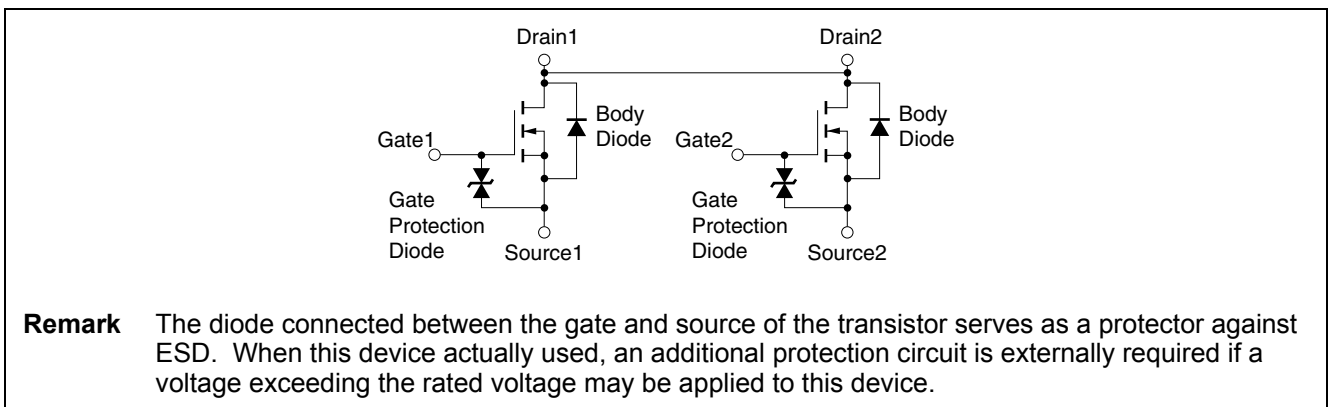 Drain1
Drain2
Body
Diode
Gate1
Gate
Protection
Diode
Source1
Body
Diode
Gate2
Gate
Protection
Diode
Source2
Remark The diode connected between the gate and source of the transistor serves as a protector against
ESD. When this device actually used, an additional protection circuit is externally required if a
voltage exceeding the rated voltage may be applied to this device.